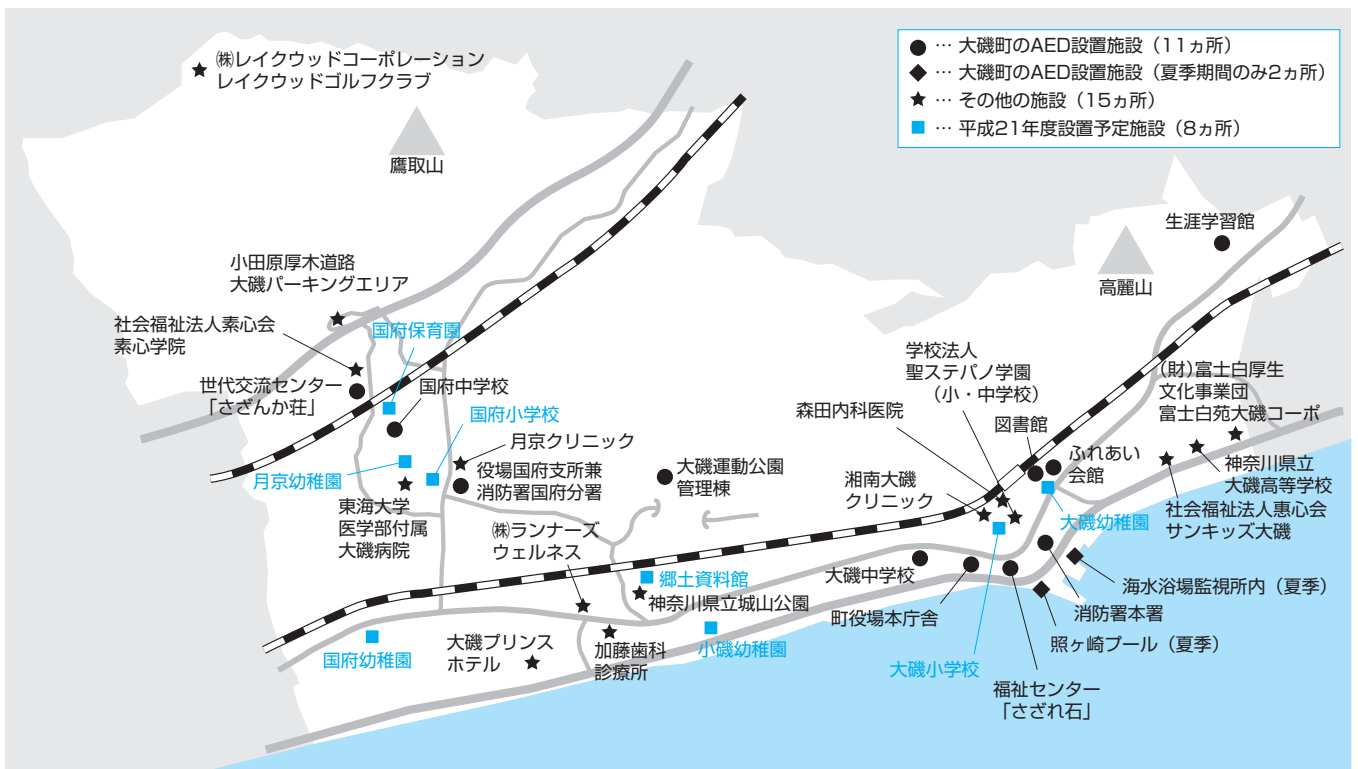 ㈱レイクウッドコーポレーション
レイクウッドゴルフクラブ
● … 大磯町のAED設置施設（11ヵ所）
◆ … 大磯町のAED設置施設（夏季期間のみ2ヵ所）
★ … その他の施設（15ヵ所）
■ … 平成21年度設置予定施設（8ヵ所）
鷹取山
生涯学習館
高麗山
小田原厚木道路
大磯パーキングエリア
社会福祉法人素心会
素心学院
国府保育園
世代交流センター
「さざんか荘」
国府中学校
国府小学校
月京クリニック
役場国府支所兼
消防署国府分署
月京幼稚園
東海大学
医学部付属
大磯病院
大磯運動公園
管理棟
㈱ランナーズ
ウェルネス
郷土資料館
神奈川県立城山公園
国府幼稚園
大磯プリンス
ホテル
加藤歯科
診療所
小磯幼稚園
学校法人
聖ステパノ学園
（小・中学校）
森田内科医院
図書館
湘南大磯
クリニック
ふれあい
会館
（財）富士白厚生
文化事業団
富士白苑大磯コーポ
神奈川県立
大磯高等学校
社会福祉法人惠心会
サンキッズ大磯
大磯幼稚園
大磯中学校
町役場本庁舎
海水浴場監視所内（夏季）
消防署本署
照ヶ崎プール（夏季）
大磯小学校
福祉センター
「さざれ石」